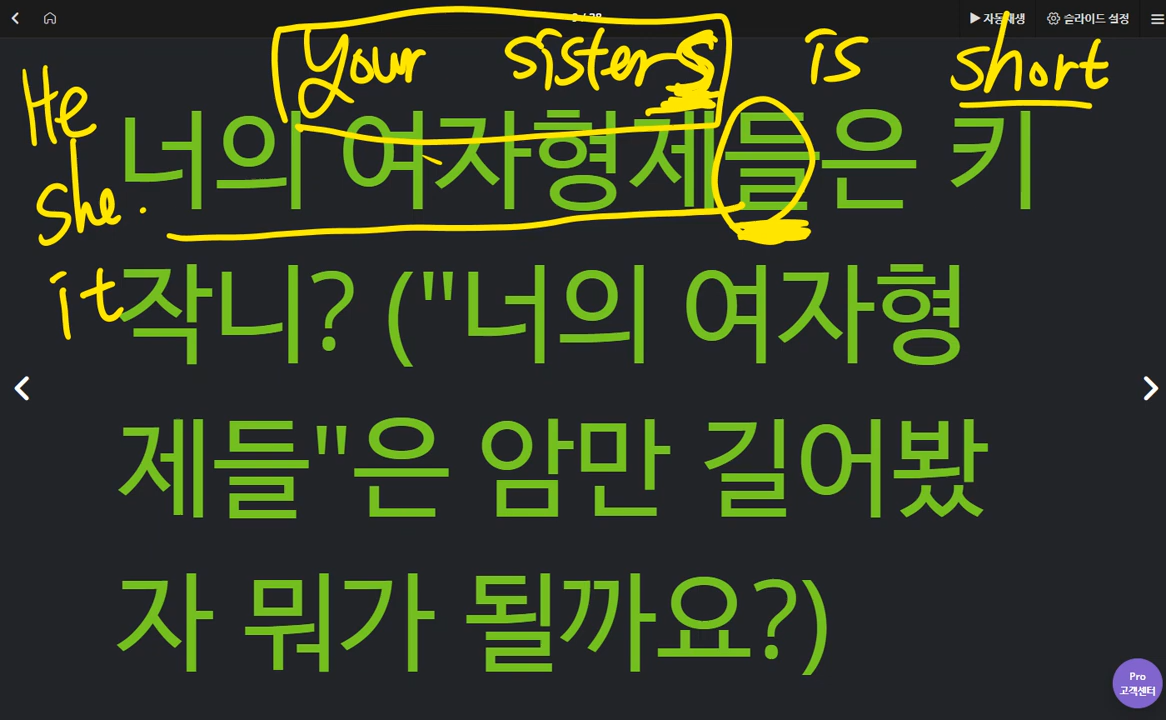 자동재생
슬라이드 설정
Your sisters is short
He
she.
it
너의 여자형제들은 키
작니? ("너의 여자형
제들"은 암만 길어봤
자 뭐가 될까요?)
Pro
고객센터